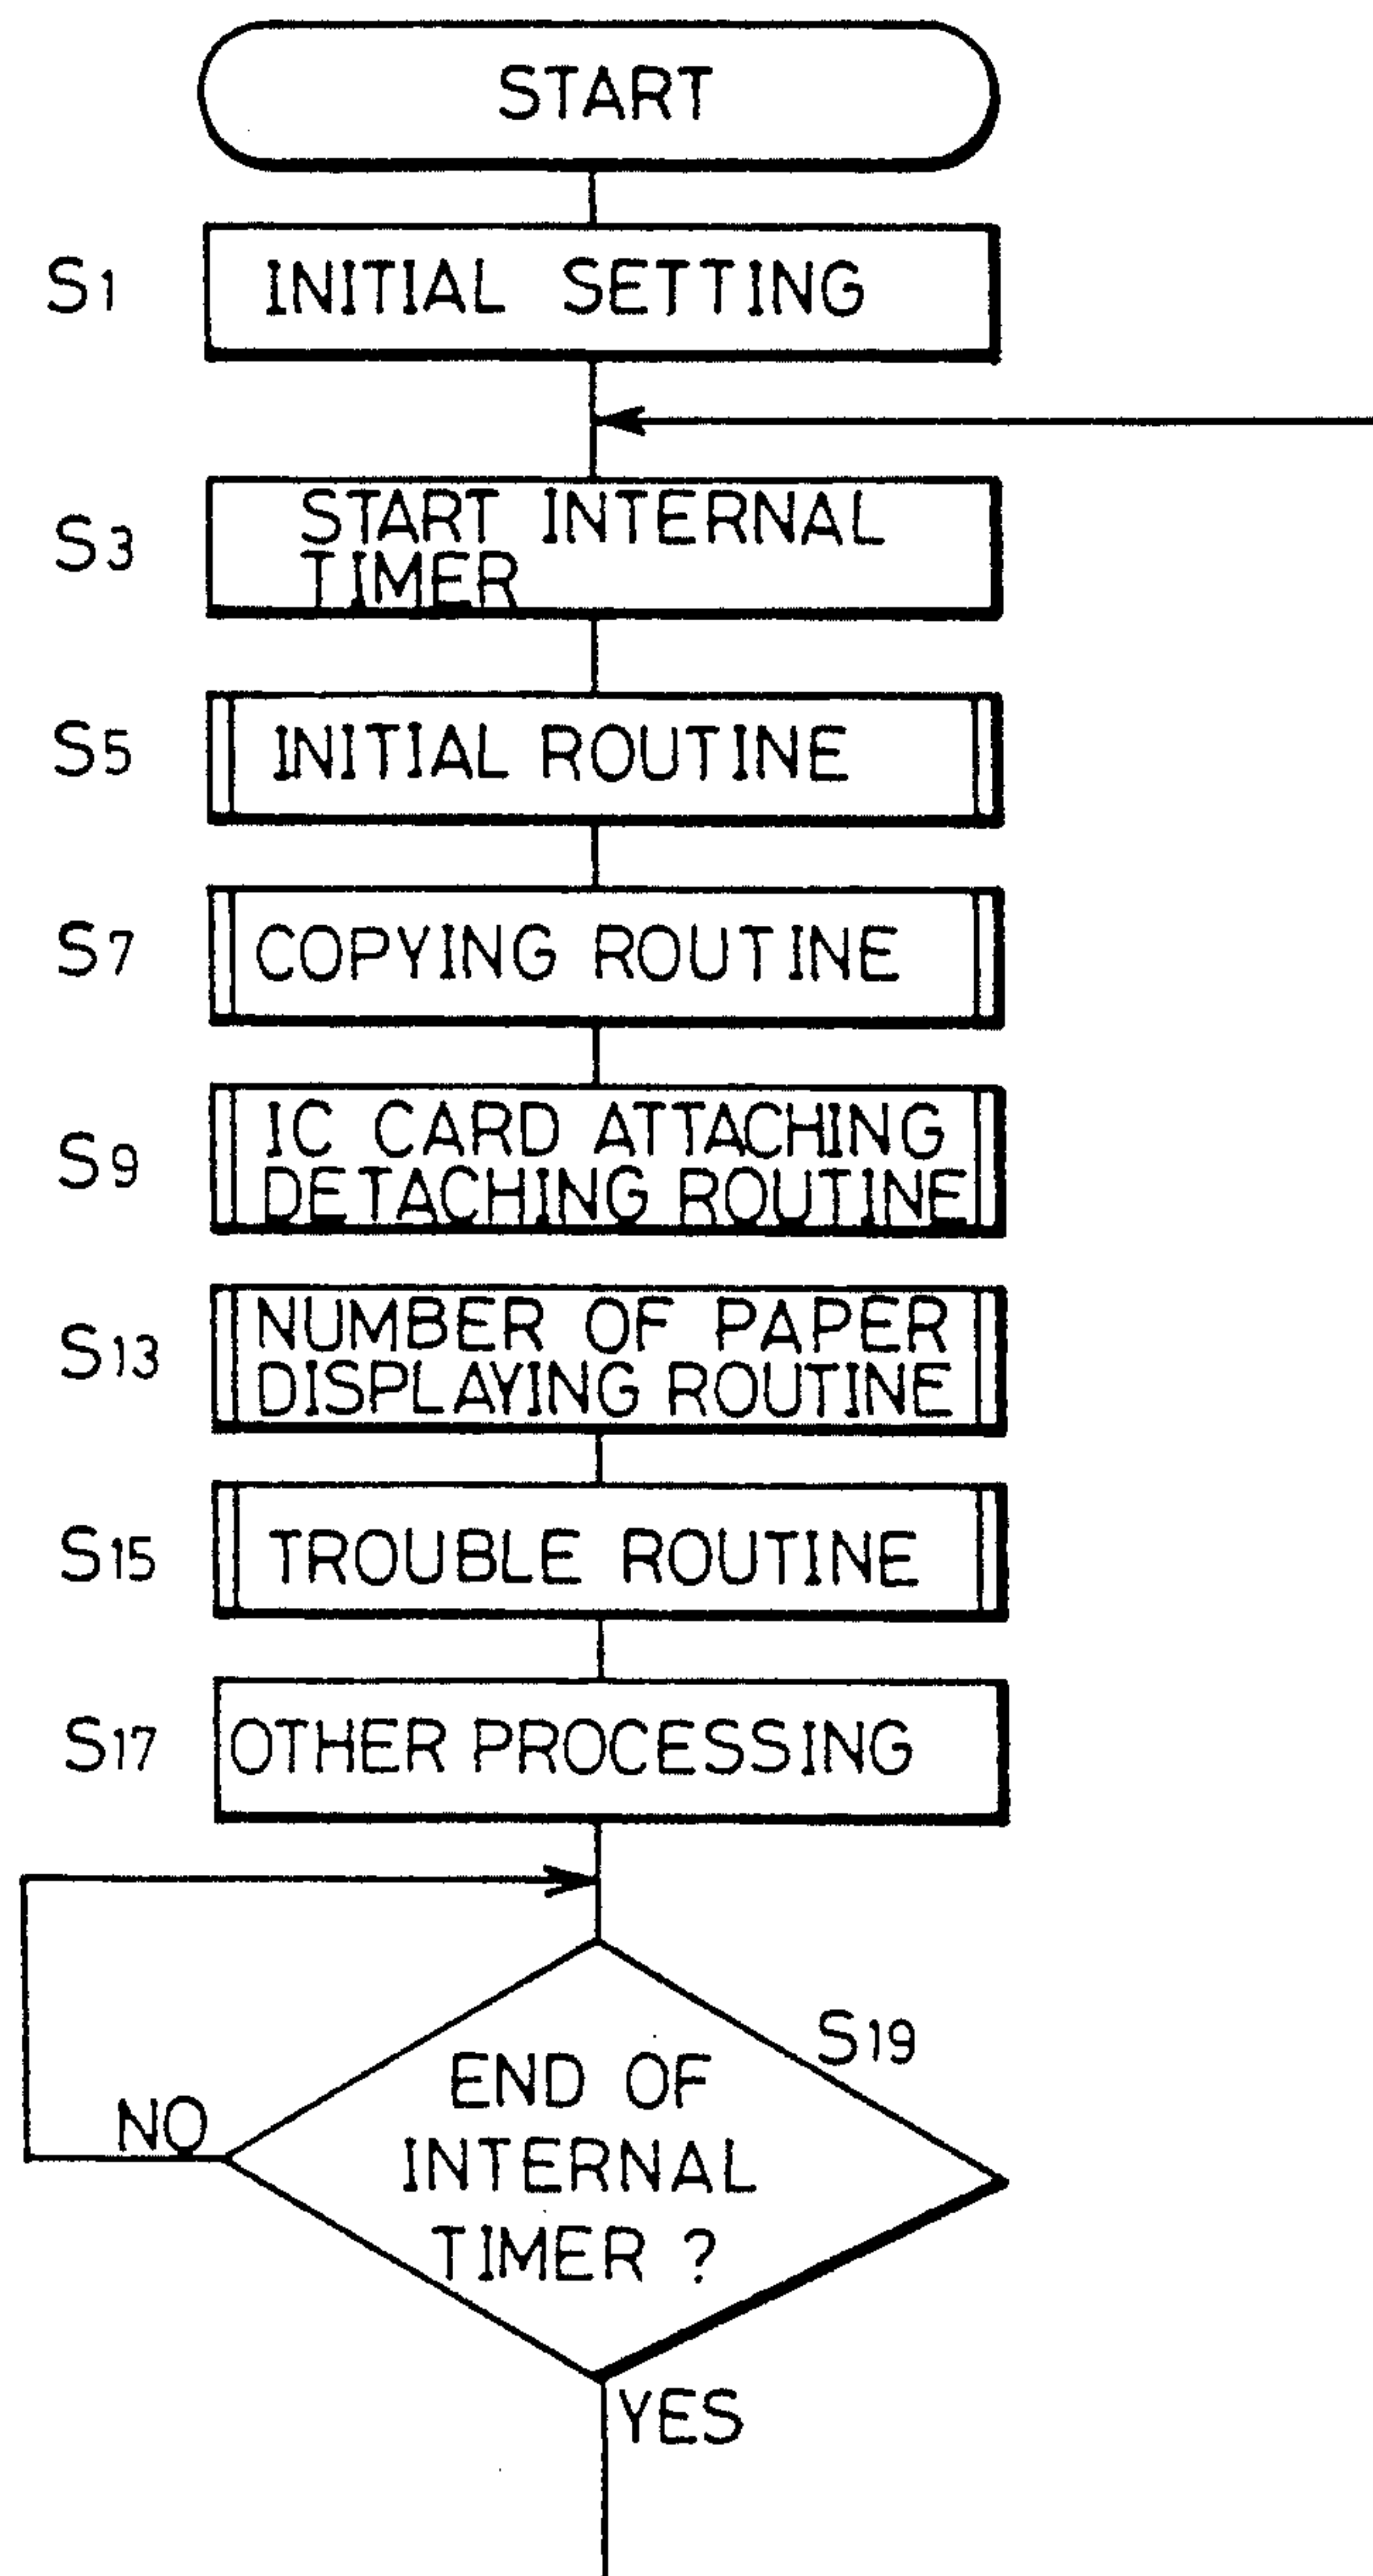 START
S1 INITIAL SETTING
S3 START INTERNAL
TIMER
S5 INITIAL ROUTINE
S7 COPYING ROUTINE
S9 IC CARD ATTACHING
DETACHING ROUTINE
S13 NUMBER OF PAPER
DISPLAYING ROUTINE
S15 TROUBLE ROUTINE
S17 OTHER PROCESSING
S19
END OF
NO INTERNAL
TIMER ?
YES